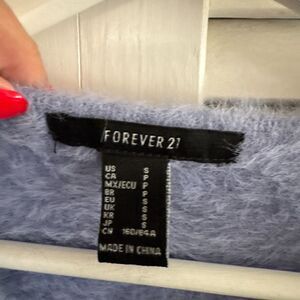 FOREVER 21
US S
CA P
MX/ECU P
BR P
EU S
UK S
KR S
JP S
CN 160/84A
MADE IN CHINA